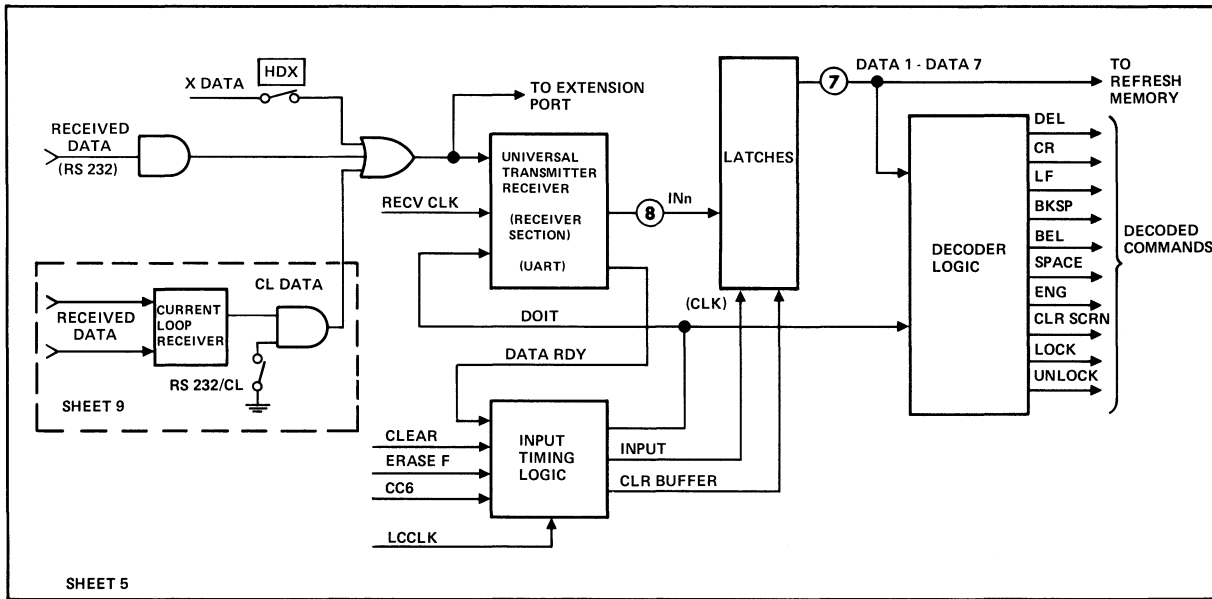 HDX
X DATA
TO EXTENSION
PORT
7
DATA 1 - DATA 7
TO
REFRESH
MEMORY
RECEIVED
DATA
(RS 232)
UNIVERSAL
TRANSMITTER
RECEIVER
(RECEIVER
SECTION)
(UART)
RECV CLK
8
INn
LATCHES
(CLK)
DECODER
LOGIC
DEL
CR
LF
BKSP
BEL
SPACE
ENG
CLR SCRN
LOCK
UNLOCK
DECODED
COMMANDS
CL DATA
RECEIVED
DATA
CURRENT
LOOP
RECEIVER
RS 232/CL
SHEET 9
DOIT
DATA RDY
CLEAR
ERASE F
CC6
LCCLK
INPUT
TIMING
LOGIC
INPUT
CLR BUFFER
SHEET 5